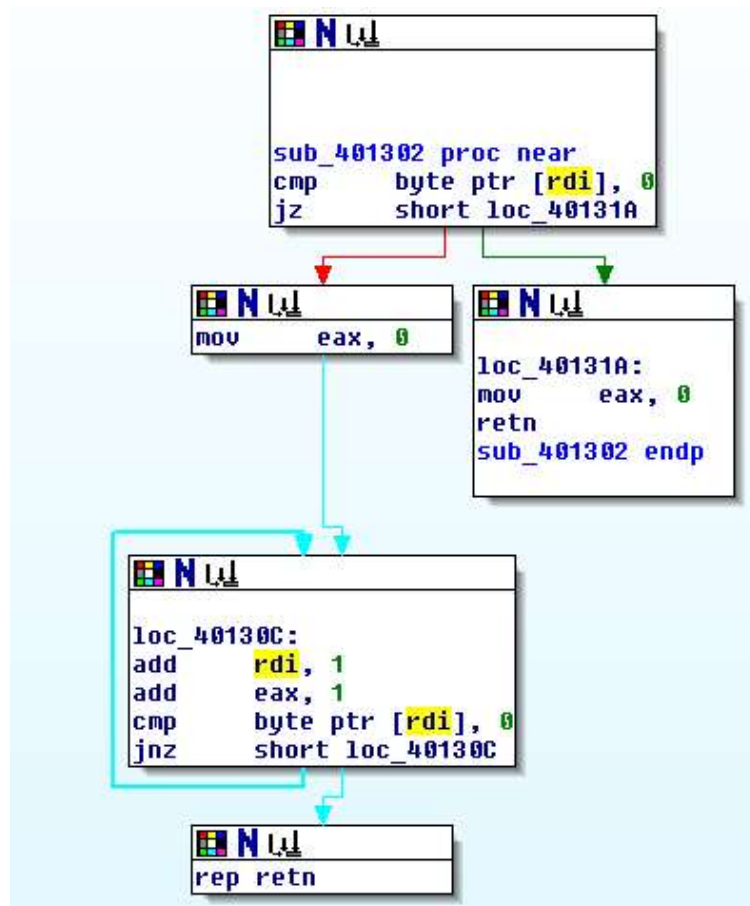 sub_401302 proc near
cmp byte ptr [rdi], 0
jz short loc_40131A
mov eax, 0
loc_40131A:
mov eax, 0
retn
sub_401302 endp
loc_40130C:
add rdi, 1
add eax, 1
cmp byte ptr [rdi], 0
jnz short loc_40130C
rep retn